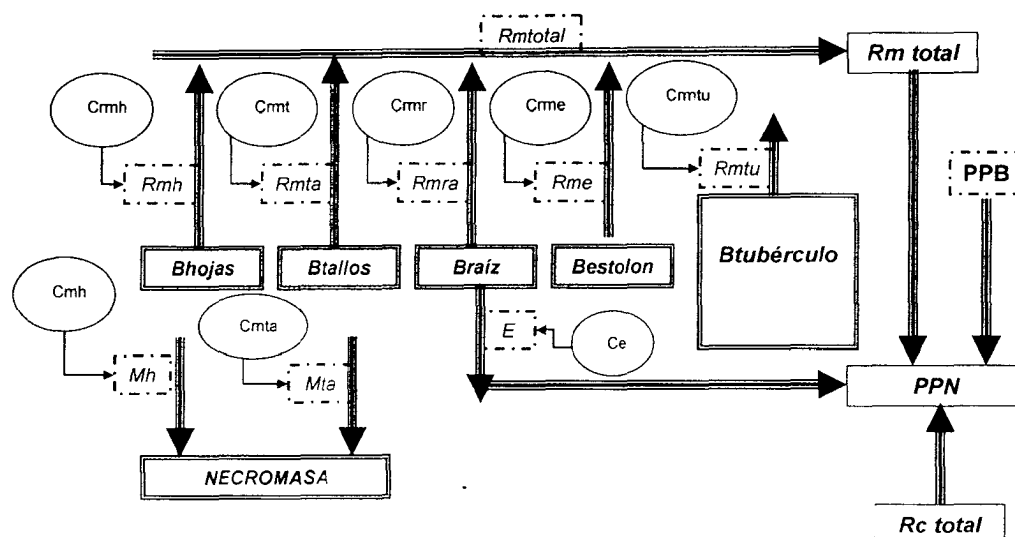 Rmtotal
Rm total
Crmh
Crmt
Crmr
Crme
Crmtu
Rmh
Rmta
Rmra
Rme
Rmtu
PPB
Bhojas
Btallos
Braíz
Bestolon
Btubérculo
Cmh
Cmta
E
Ce
Mh
Mta
PPN
NECROMASA
Rc total